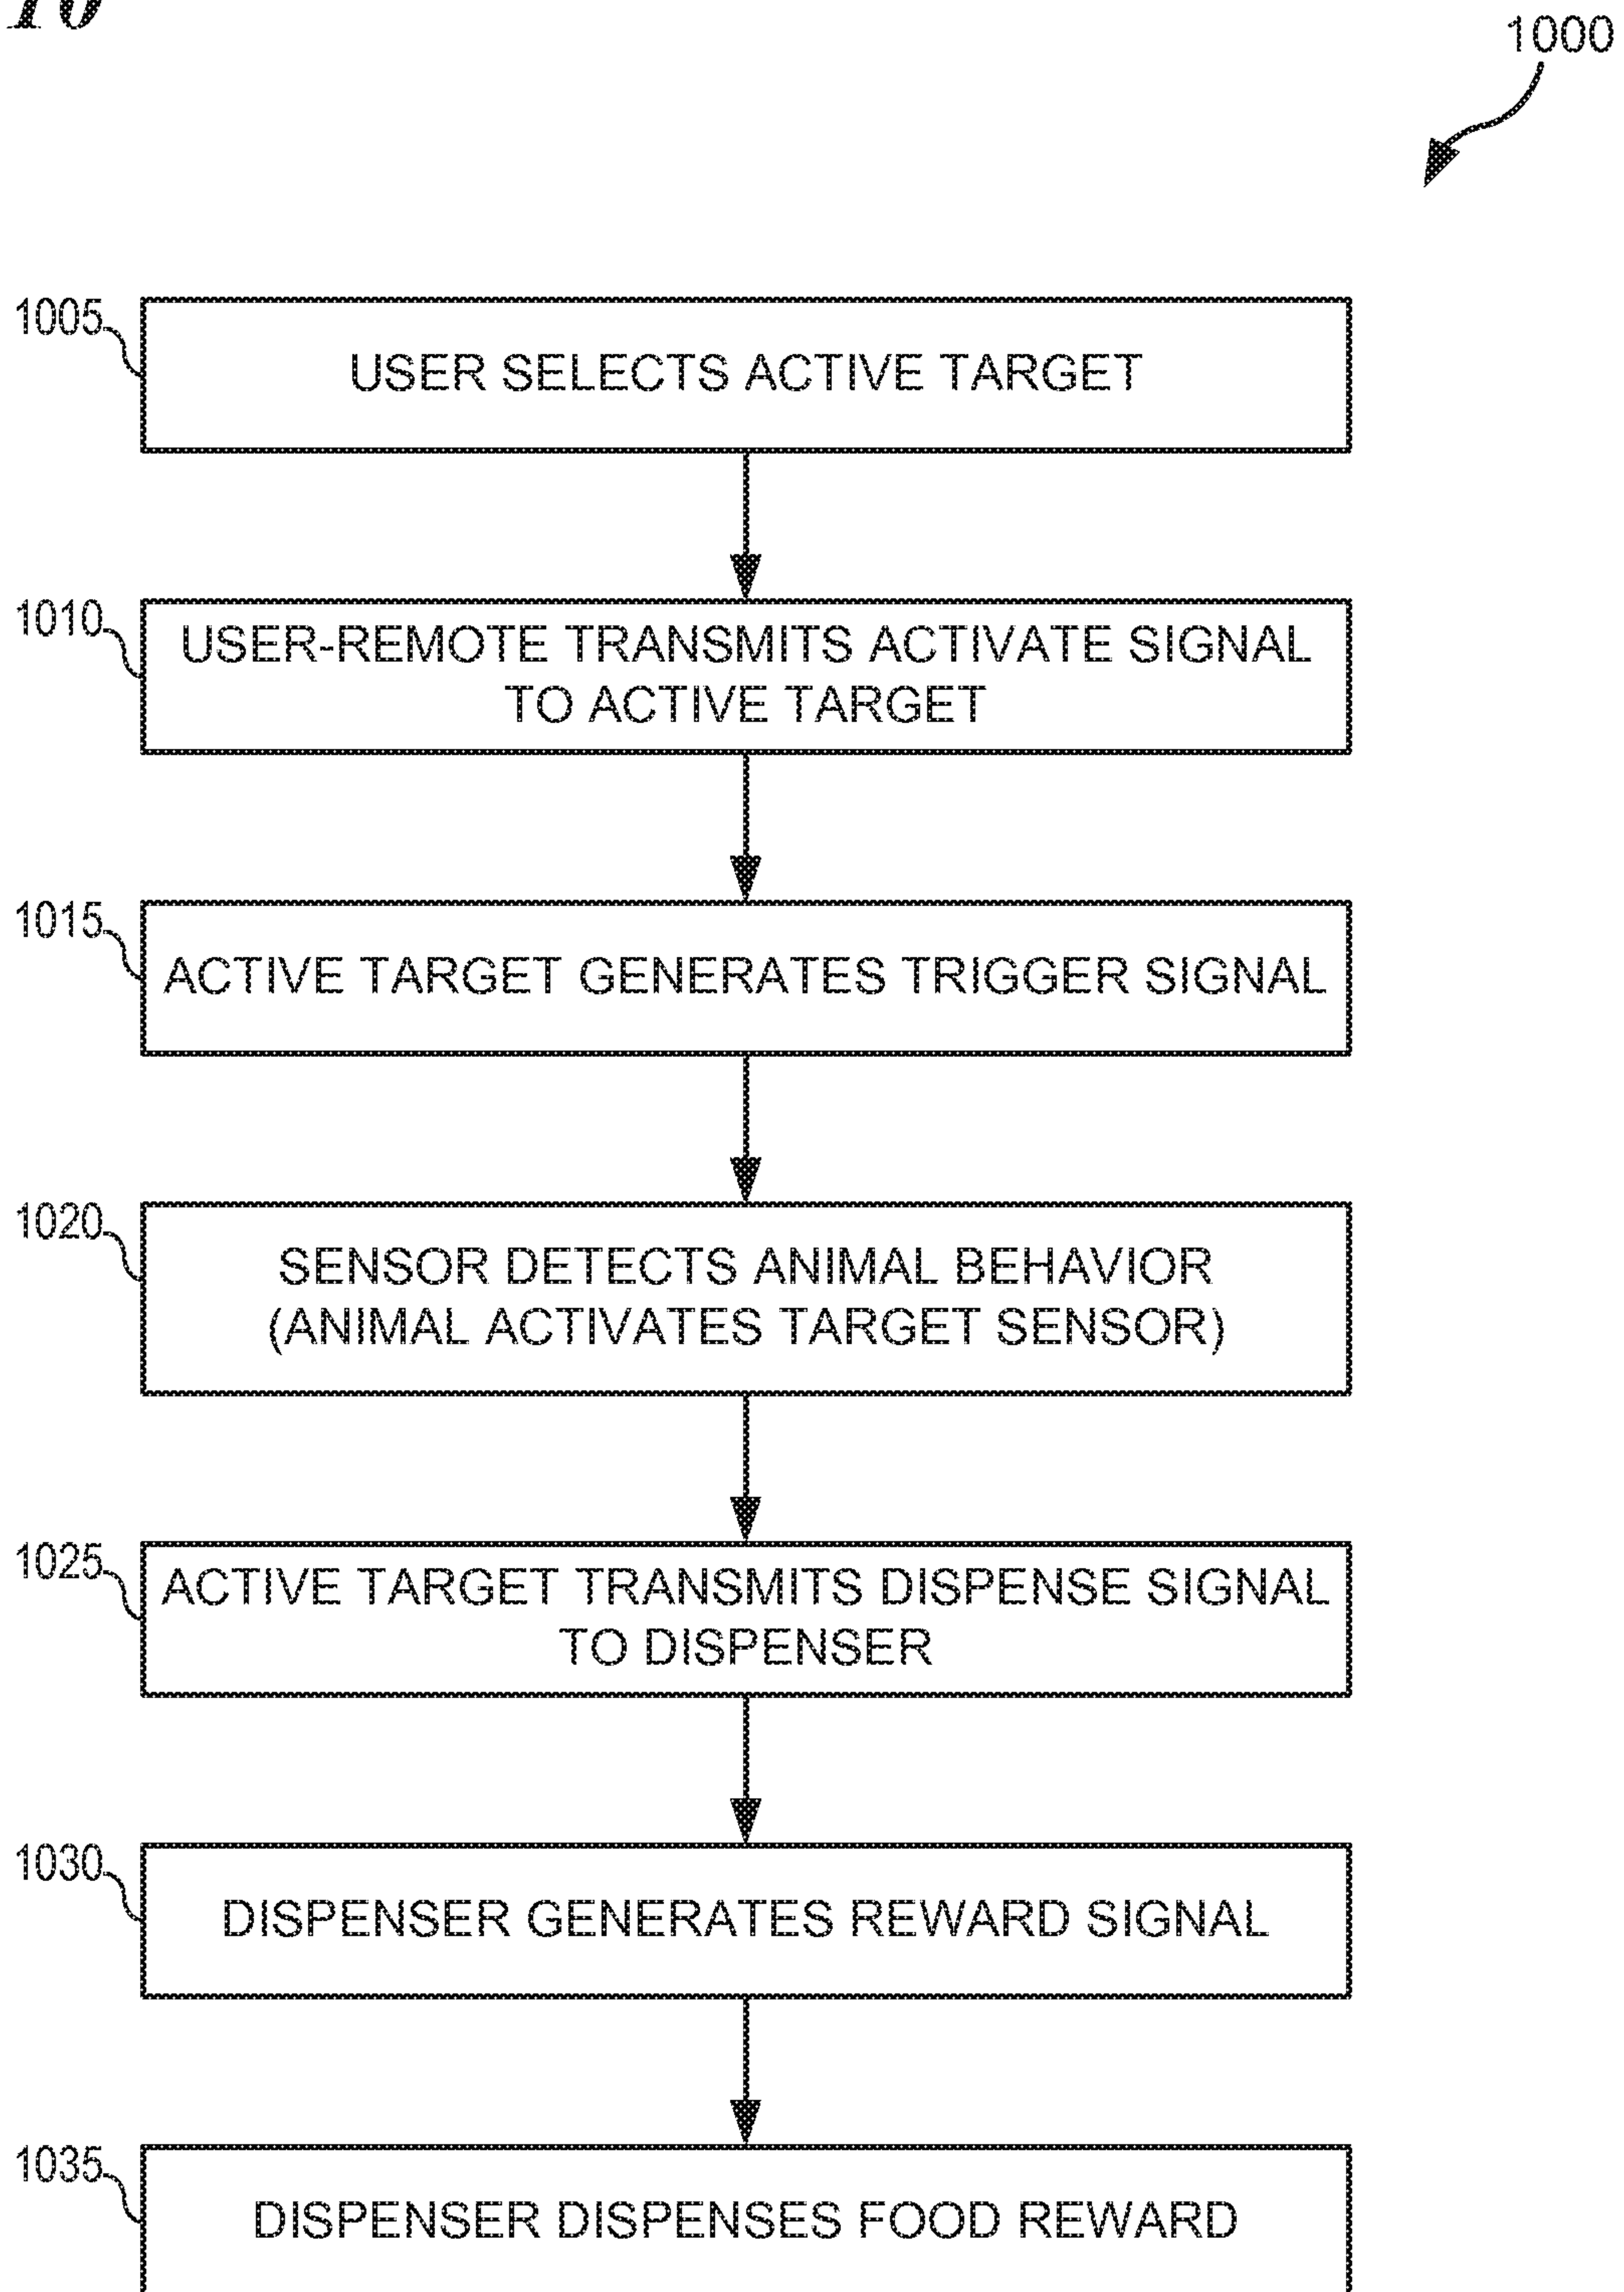 10
1000
1005
USER SELECTS ACTIVE TARGET
1010
USER-REMOTE TRANSMITS ACTIVATE SIGNAL
TO ACTIVE TARGET
1015
ACTIVE TARGET GENERATES TRIGGER SIGNAL
1020
SENSOR DETECTS ANIMAL BEHAVIOR
(ANIMAL ACTIVATES TARGET SENSOR)
1025
ACTIVE TARGET TRANSMITS DISPENSE SIGNAL
TO DISPENSER
1030
DISPENSER GENERATES REWARD SIGNAL
1035
DISPENSER DISPENSES FOOD REWARD